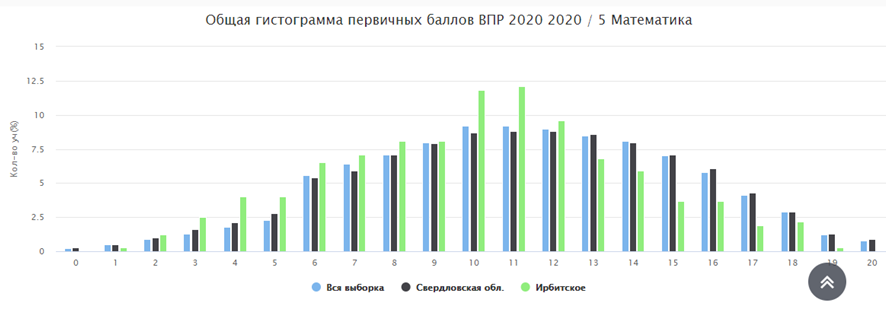 Общая гистограмма первичных баллов ВПР 2020 2020 / 5 Математика
Кол-во уч(%)
15
12.5
10
7.5
5
2.5
0
0 1 2 3 4 5 6 7 8 9 10 11 12 13 14 15 16 17 18 19 20
Вся выборка Свердловская обл. Ирбитское